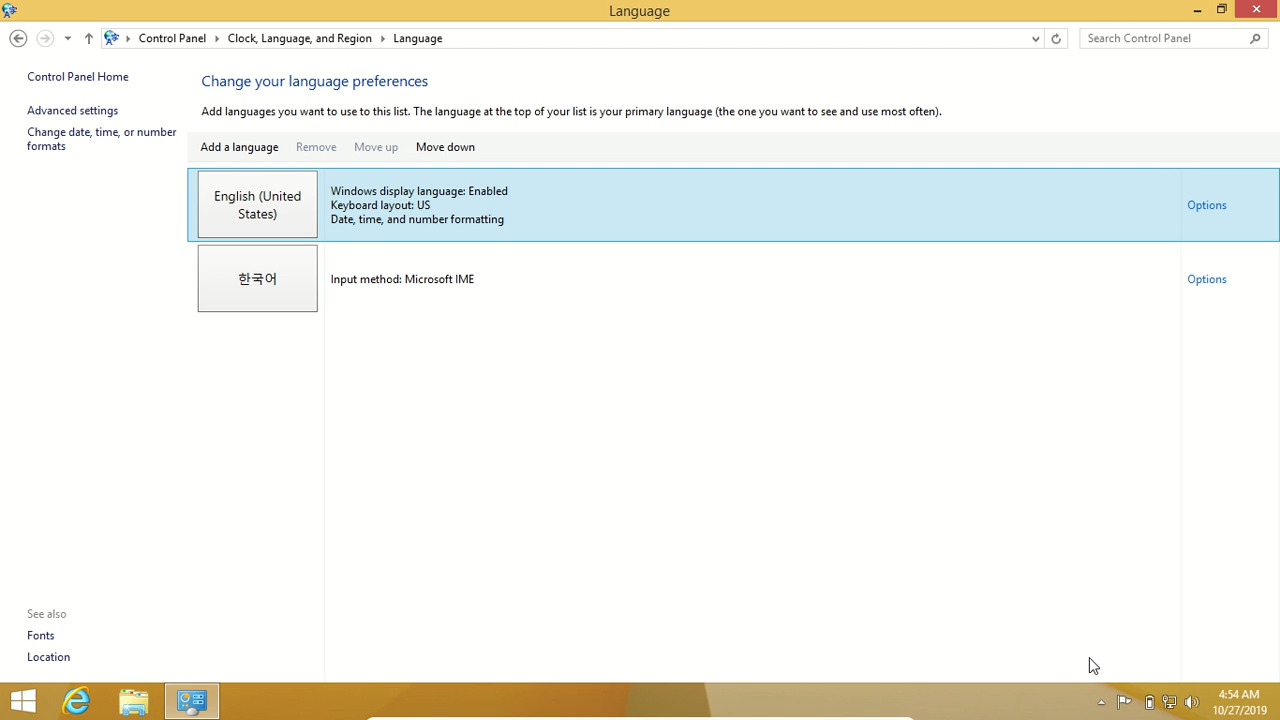 Language
Control Panel
Clock, Language, and Region
Language
Search Control Panel
Control Panel Home
Advanced settings
Change date, time, or number
formats
See also
Fonts
Location
Change your language preferences
Add languages you want to use to this list. The language at the top of your list is your primary language (the one you want to see and use most often).
Add a language
Remove
Move up
Move down
English (United
States)
Windows display language: Enabled
Keyboard layout: US
Date, time, and number formatting
Options
한국어
Input method: Microsoft IME
Options
4:54 AM
10/27/2019